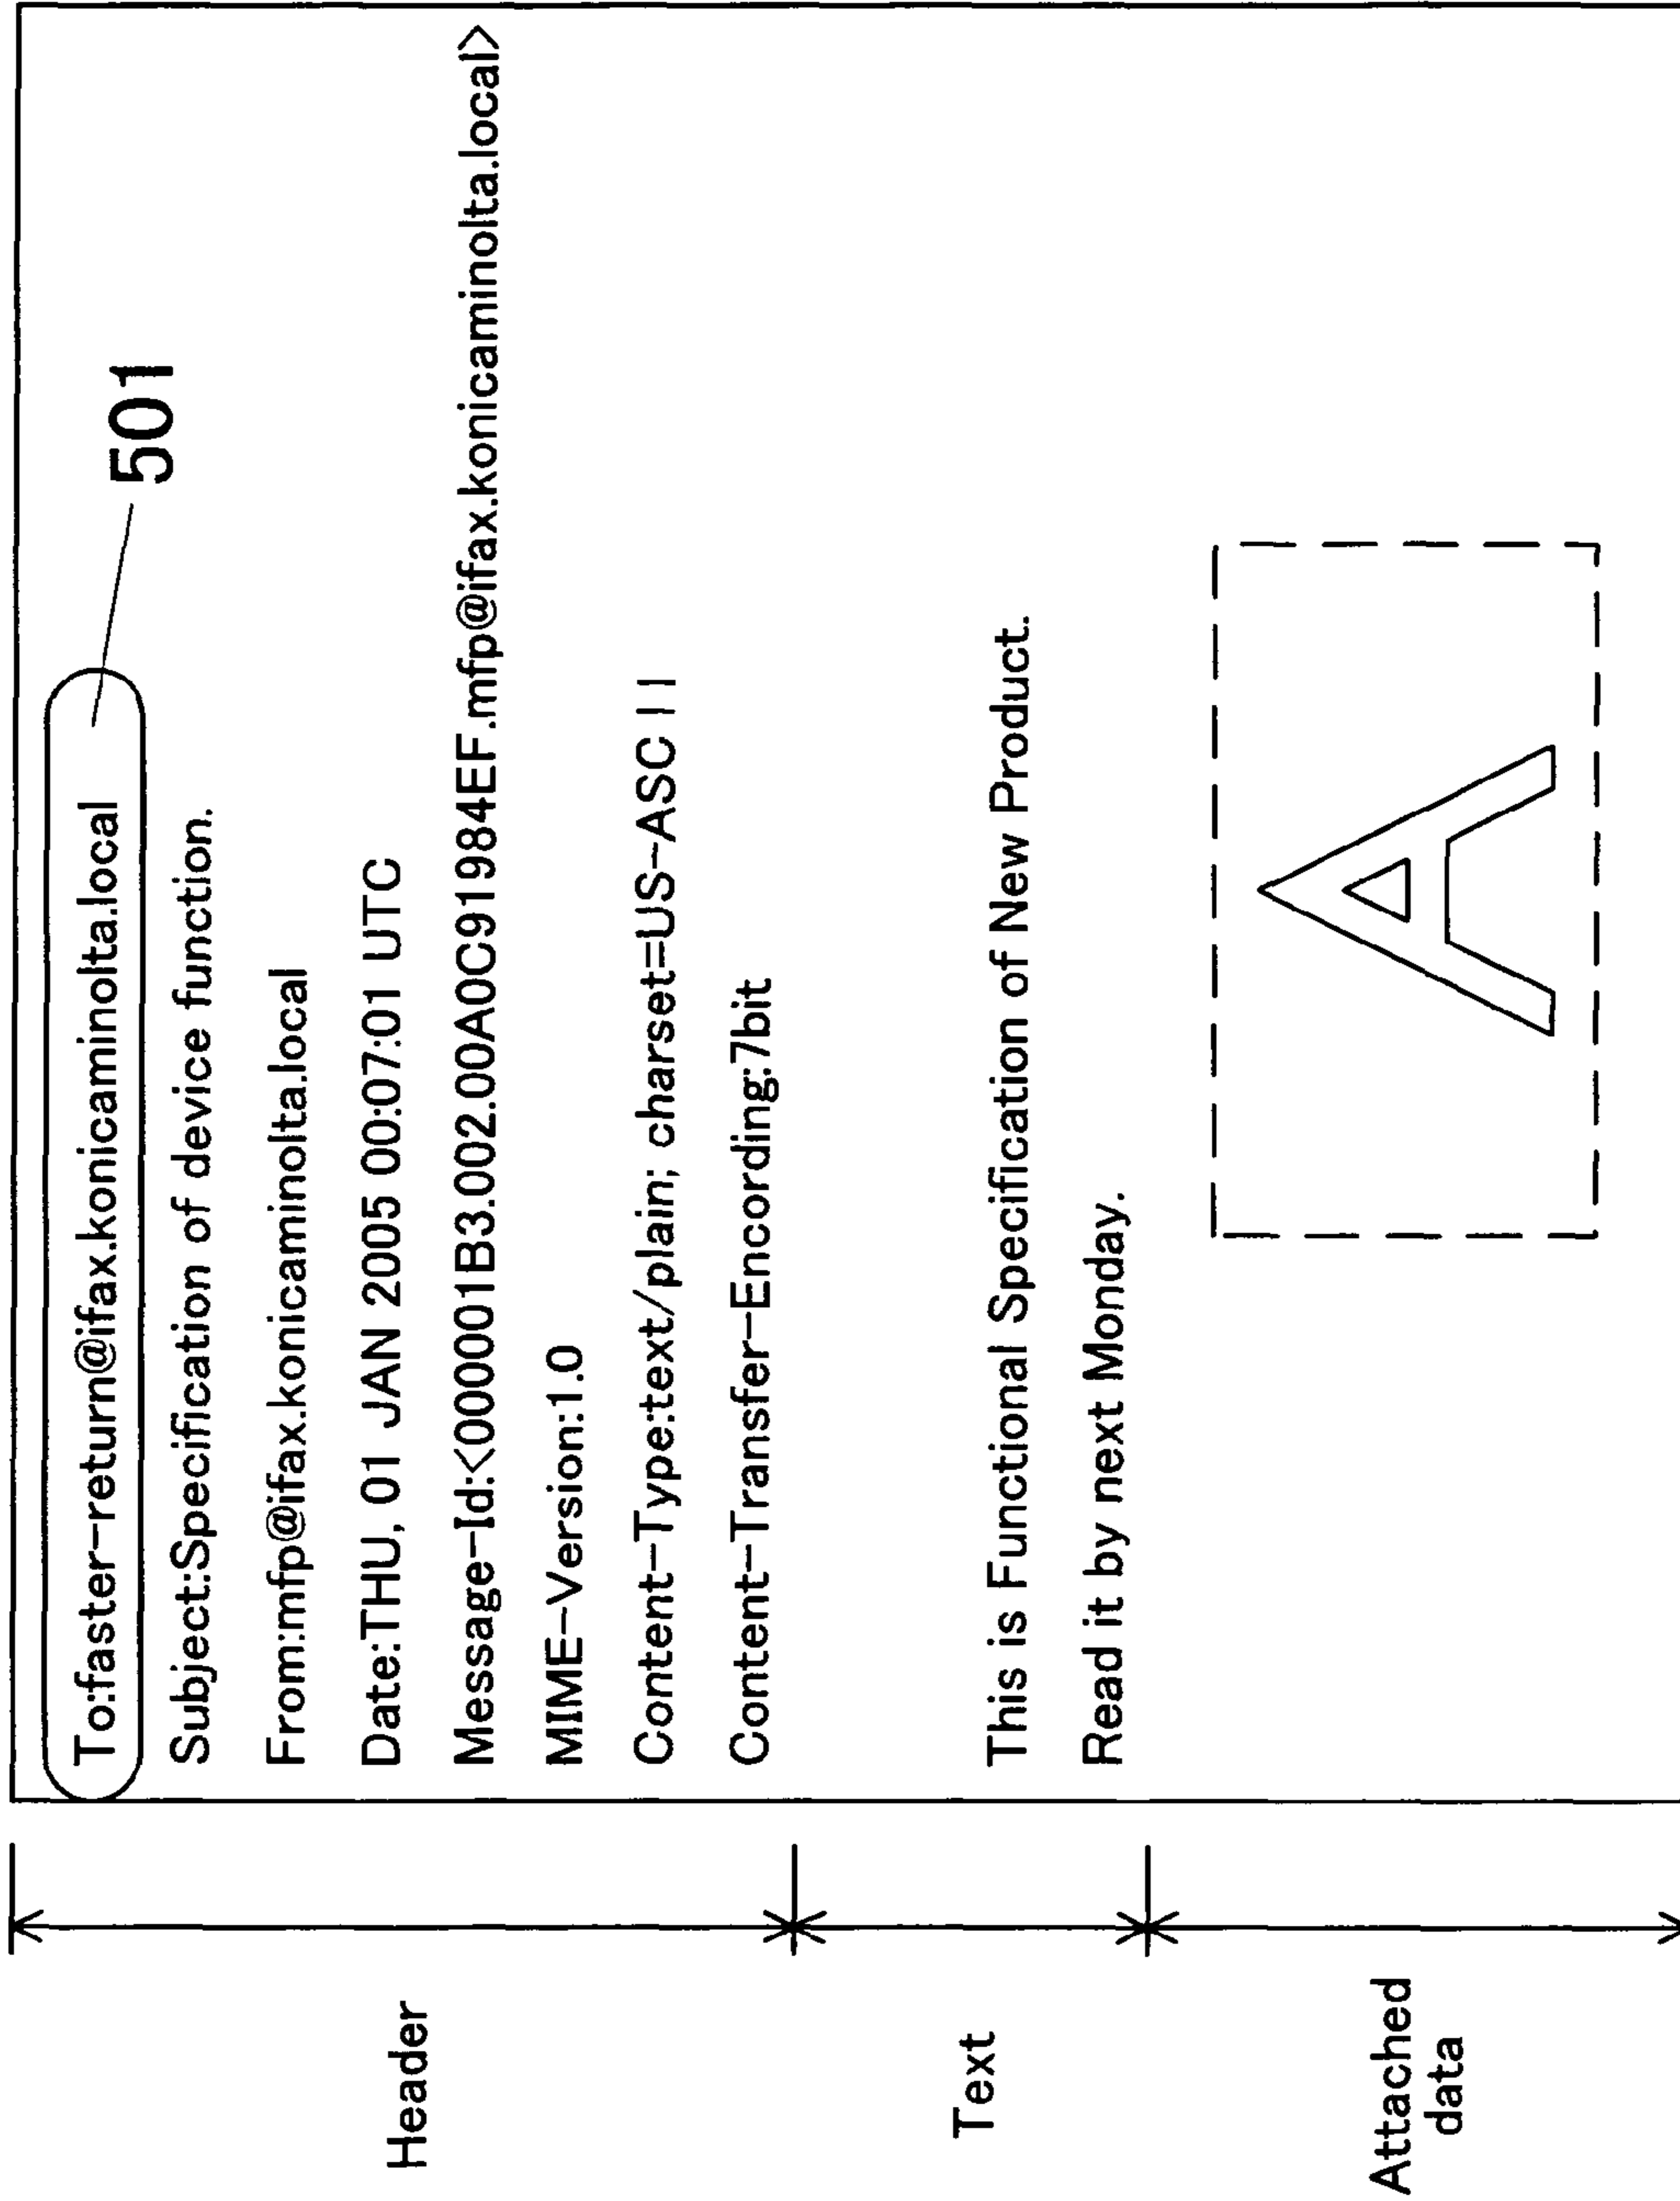 Header
To:faster-return@ifax.konicaminolta.local
501
Subject:Specification of device function.
From:mfp@ifax.konicaminolta.local
Date:THU, 01 JAN 2005 00:07:01 UTC
Message-Id:<000001B3.002.00A0C91984EF.mfp@ifax.konicaminolta.local>
MIME-Version:1.0
Content-Type:text/plain; charset=US-ASCII
Content-Transfer-Encording:7bit
Text
This is Functional Specification of New Product.
Read it by next Monday.
Attached
data
A